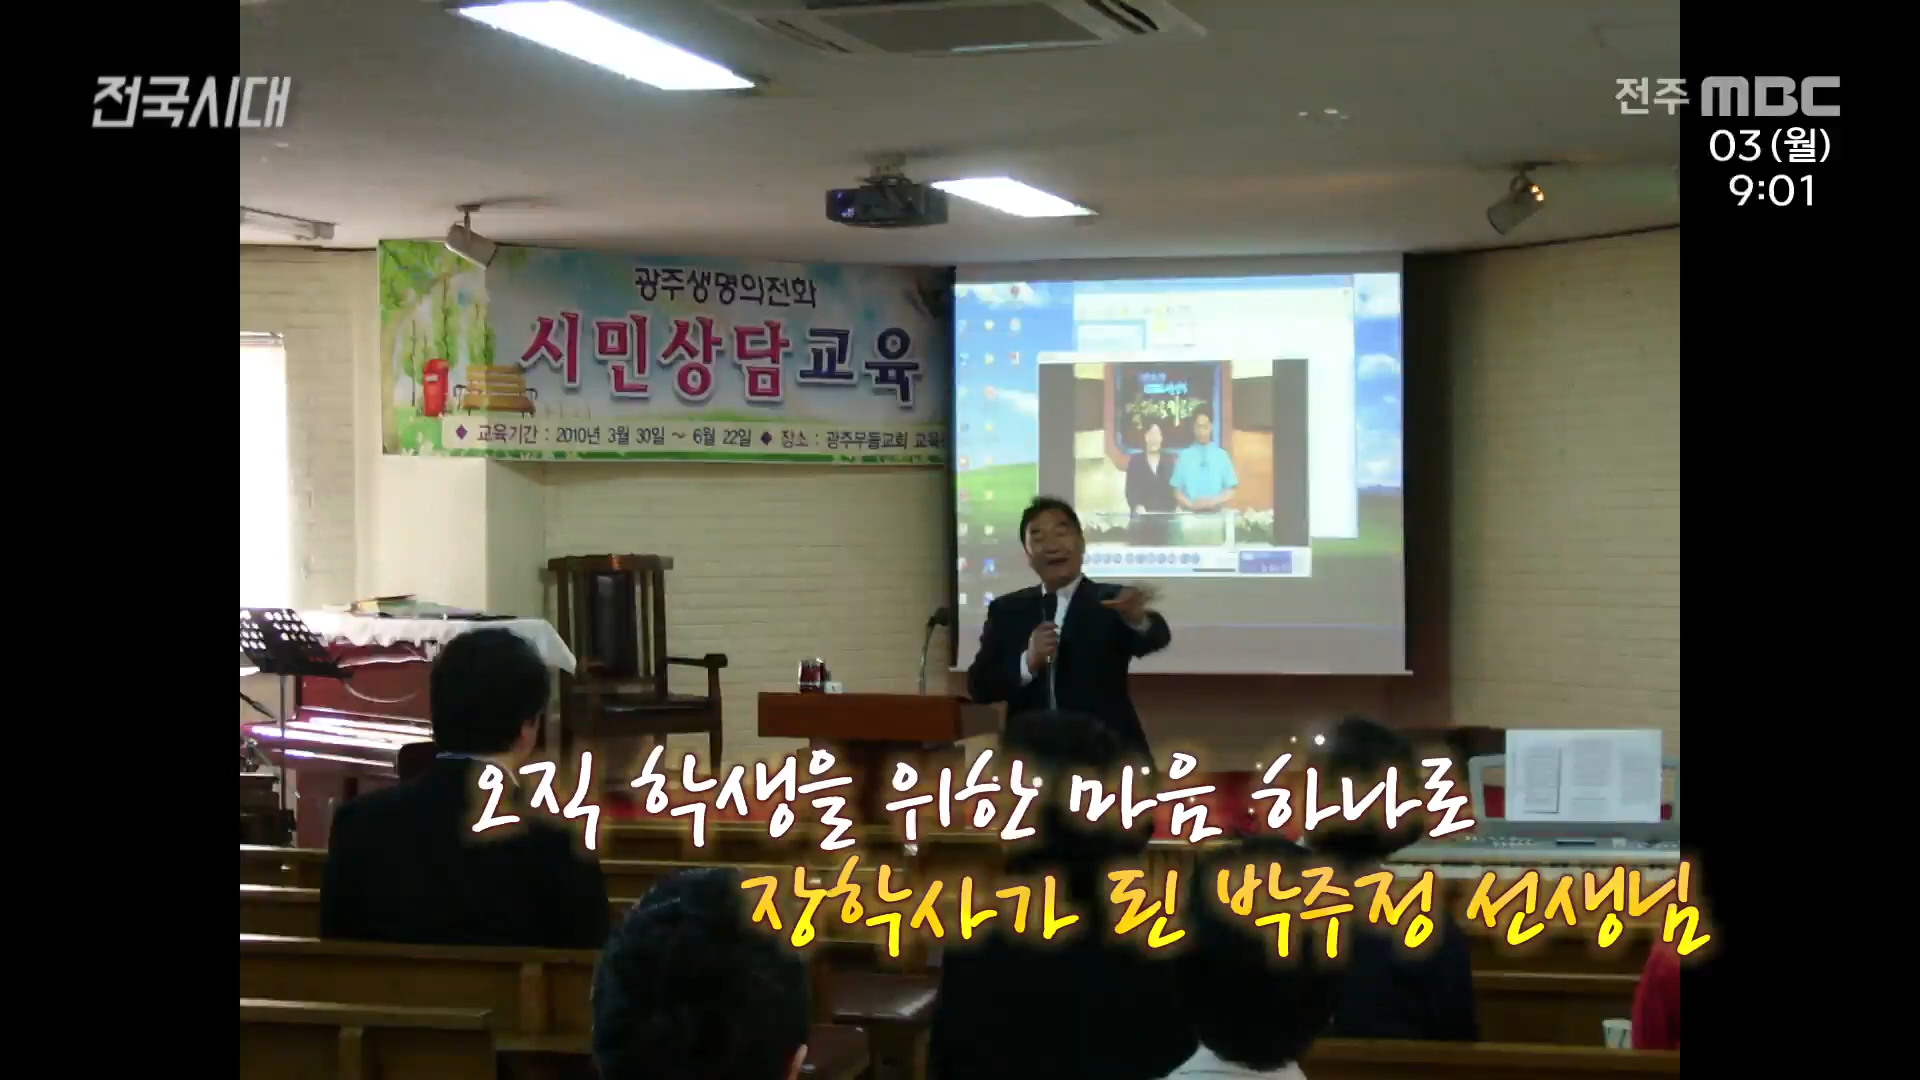 전국시대
전주 MBC
03(월)
9:01
광주생명의전화
시민상담교육
◆ 교육기간 : 2010년 3월 30일 ~ 6월 22일 ◆ 장소 : 광주무돌교회
오직 학생을 위한 마음 하나로
장학사가 된 박주정 선생님